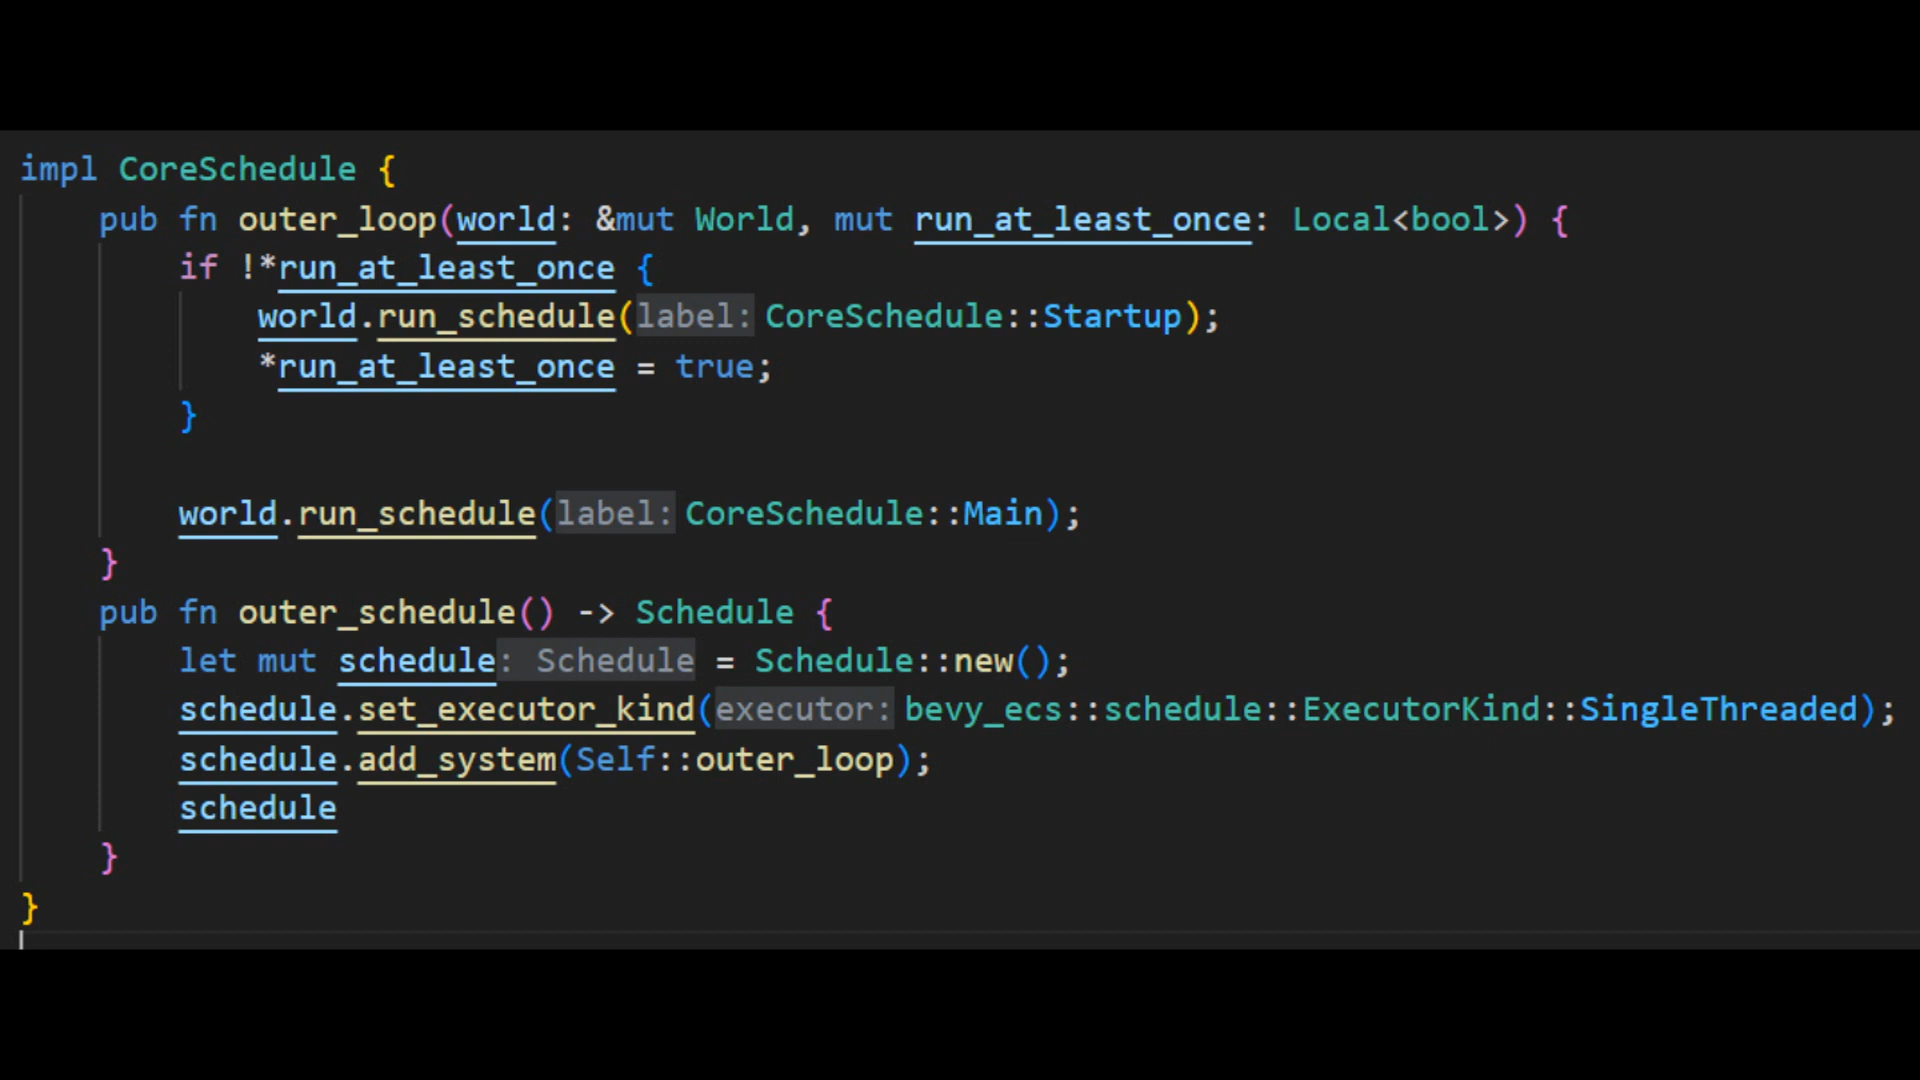 impl CoreSchedule {
    pub fn outer_loop(world: &mut World, mut run_at_least_once: Local<bool>) {
        if !*run_at_least_once {
            world.run_schedule(label: CoreSchedule::Startup);
            *run_at_least_once = true;
        }

        world.run_schedule(label: CoreSchedule::Main);
    }
    pub fn outer_schedule() -> Schedule {
        let mut schedule: Schedule = Schedule::new();
        schedule.set_executor_kind(executor: bevy_ecs::schedule::ExecutorKind::SingleThreaded);
        schedule.add_system(Self::outer_loop);
        schedule
    }
}